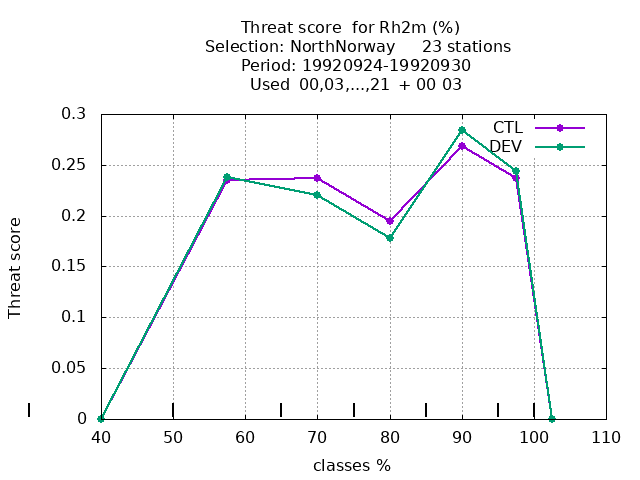 Threat score  for Rh2m (%)
Selection: NorthNorway     23 stations
Period: 19920924-19920930
Used  00,03,...,21  + 00 03
CTL
DEV
0.3
0.25
0.2
0.15
0.1
0.05
0
Threat score
40 50 60 70 80 90 100 110
classes %